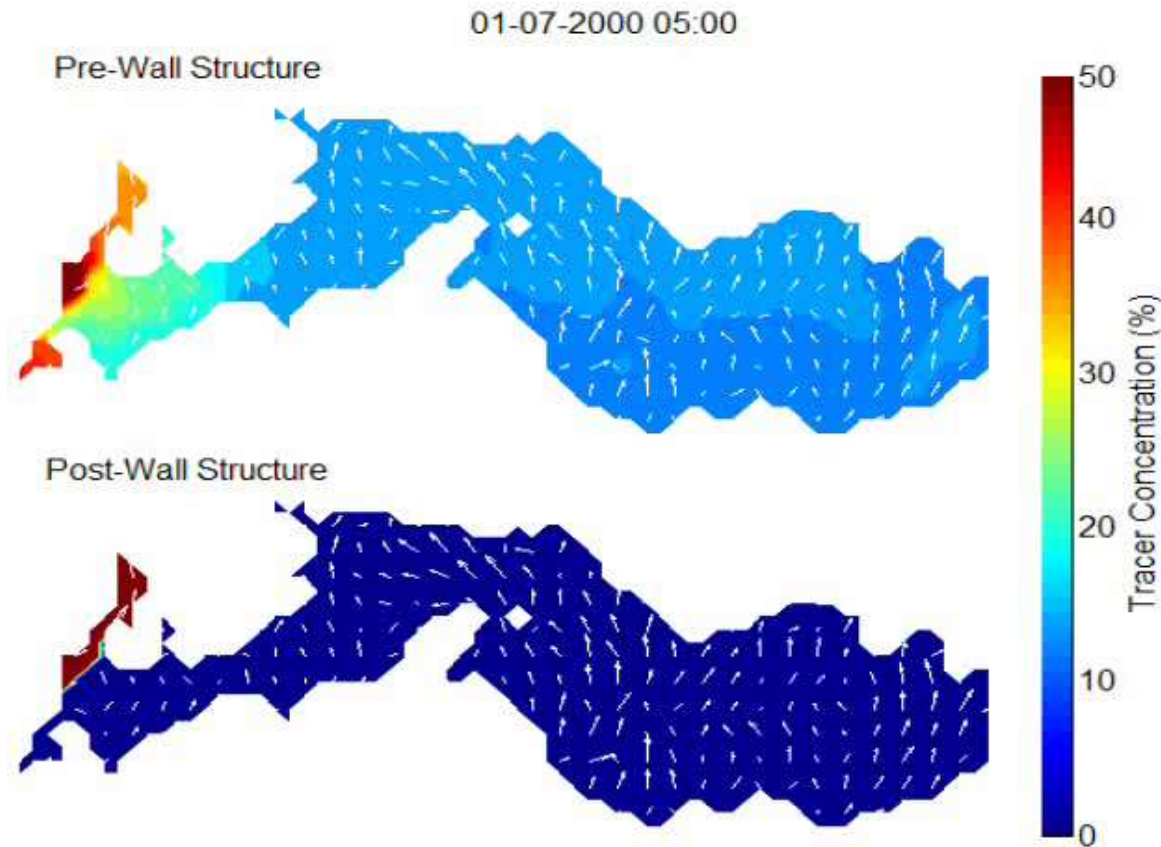 01-07-2000 05:00
Pre-Wall Structure
Post-Wall Structure
50
40
30
20
10
0
Tracer Concentration (%)